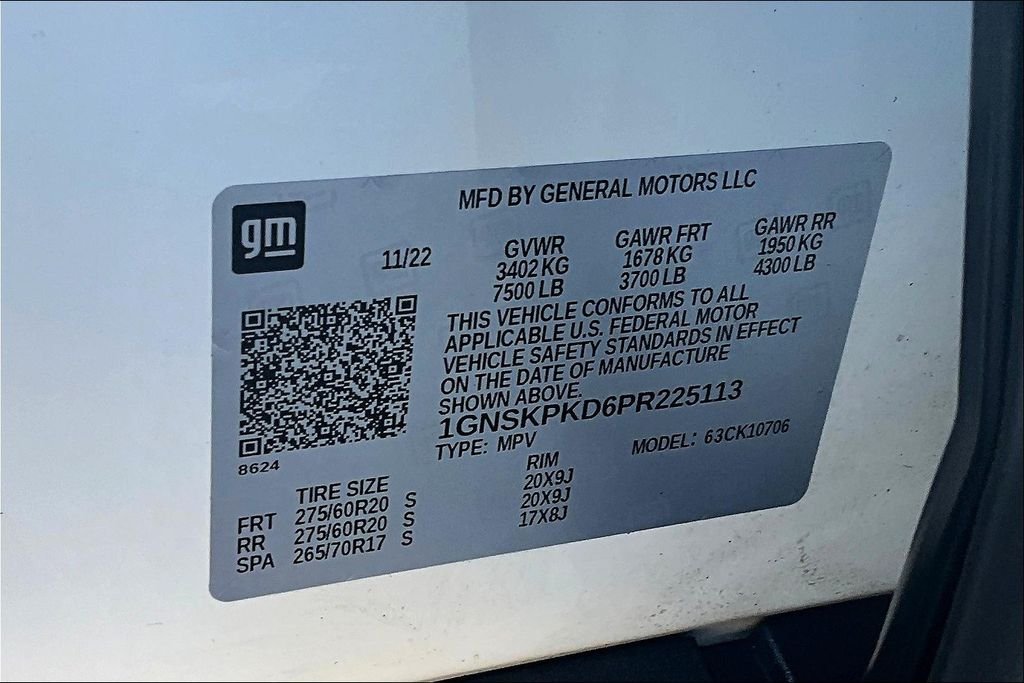 MFD BY GENERAL MOTORS LLC
gm
11/22
GVWR
3402 KG
7500 LB
GAWR FRT
1678 KG
3700 LB
GAWR RR
1950 KG
4300 LB
THIS VEHICLE CONFORMS TO ALL
APPLICABLE U.S. FEDERAL MOTOR
VEHICLE SAFETY STANDARDS IN EFFECT
ON THE DATE OF MANUFACTURE
SHOWN ABOVE.
1GNSKPKD6PR225113
TYPE: MPV
MODEL: 63CK10706
8624
TIRE SIZE RIM
FRT 275/60R20 S 20X9J
RR 275/60R20 S 20X9J
SPA 265/70R17 S 17X8J